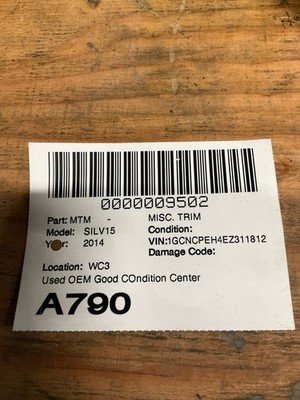 0000009502
Part: MTM - MISC. TRIM
Model: SILV15 Condition:
Year: 2014 VIN:1GCNCPEH4EZ311812
Damage Code:
Location: WC3
Used OEM Good COndition Center
A790